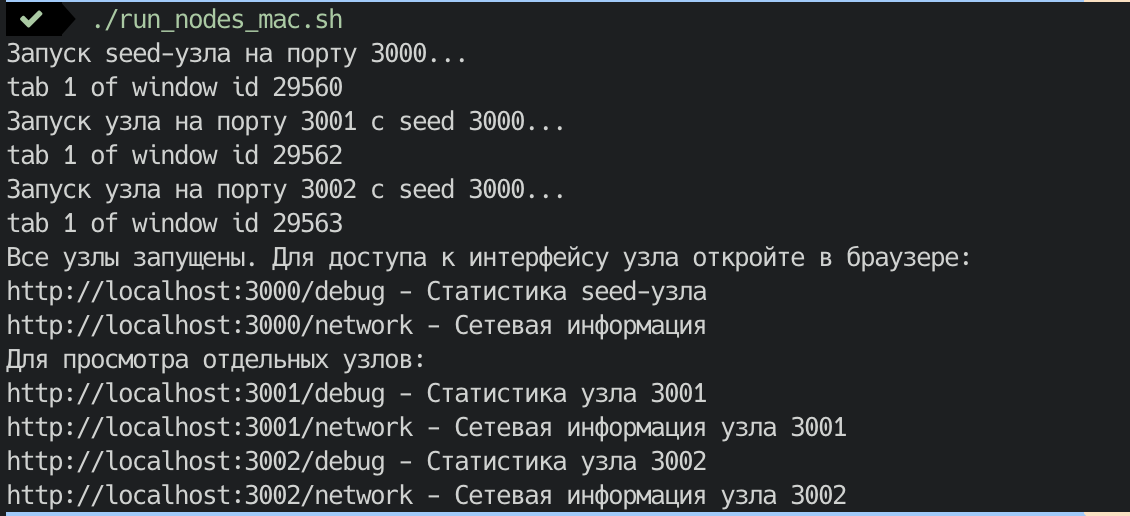 ./run_nodes_mac.sh
Запуск seed-узла на порту 3000...
tab 1 of window id 29560
Запуск узла на порту 3001 с seed 3000...
tab 1 of window id 29562
Запуск узла на порту 3002 с seed 3000...
tab 1 of window id 29563
Все узлы запущены. Для доступа к интерфейсу узла откройте в браузере:
http://localhost:3000/debug - Статистика seed-узла
http://localhost:3000/network - Сетевая информация
Для просмотра отдельных узлов:
http://localhost:3001/debug - Статистика узла 3001
http://localhost:3001/network - Сетевая информация узла 3001
http://localhost:3002/debug - Статистика узла 3002
http://localhost:3002/network - Сетевая информация узла 3002